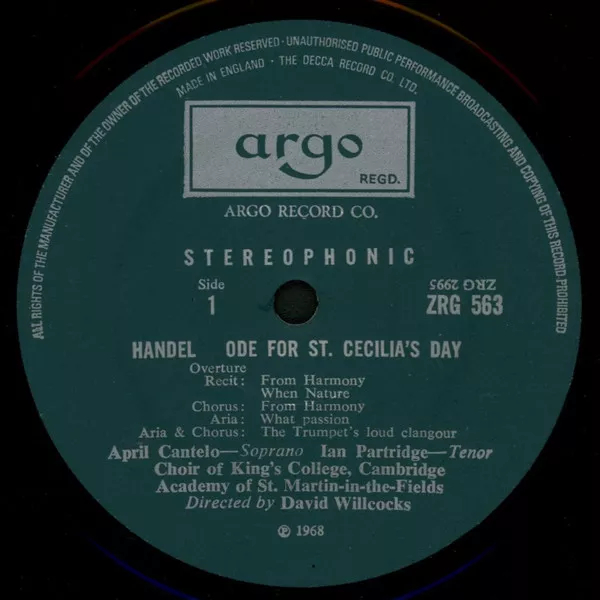 ALL RIGHTS OF THE MANUFACTURER AND OF THE OWNER OF THE RECORDED WORK RESERVED · UNAUTHORISED PUBLIC PERFORMANCE BROADCASTING AND COPYING OF THIS RECORD PROHIBITED
MADE IN ENGLAND · THE DECCA RECORD CO. LTD.
argo
REGD.
ARGO RECORD CO.
STEREOPHONIC
Side
1
ZRG 2995
ZRG 563
HANDEL ODE FOR ST. CECILIA'S DAY
Overture
Recit: From Harmony
When Nature
Chorus: From Harmony
Aria: What passion
Aria & Chorus: The Trumpet's loud clangour
April Cantelo—Soprano Ian Partridge—Tenor
Choir of King's College, Cambridge
Academy of St. Martin-in-the-Fields
Directed by David Willcocks
℗ 1968